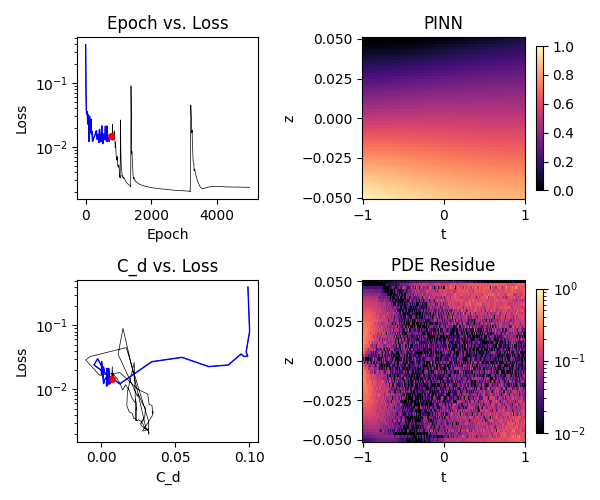 Epoch vs. Loss
PINN
Loss
10⁻¹
10⁻²
0
2000
4000
Epoch
z
0.050
0.025
0.000
−0.025
−0.050
−1
0
1
t
1.0
0.8
0.6
0.4
0.2
0.0
C_d vs. Loss
PDE Residue
Loss
10⁻¹
10⁻²
0.00
0.05
0.10
C_d
z
0.050
0.025
0.000
−0.025
−0.050
−1
0
1
t
10⁰
10⁻¹
10⁻²